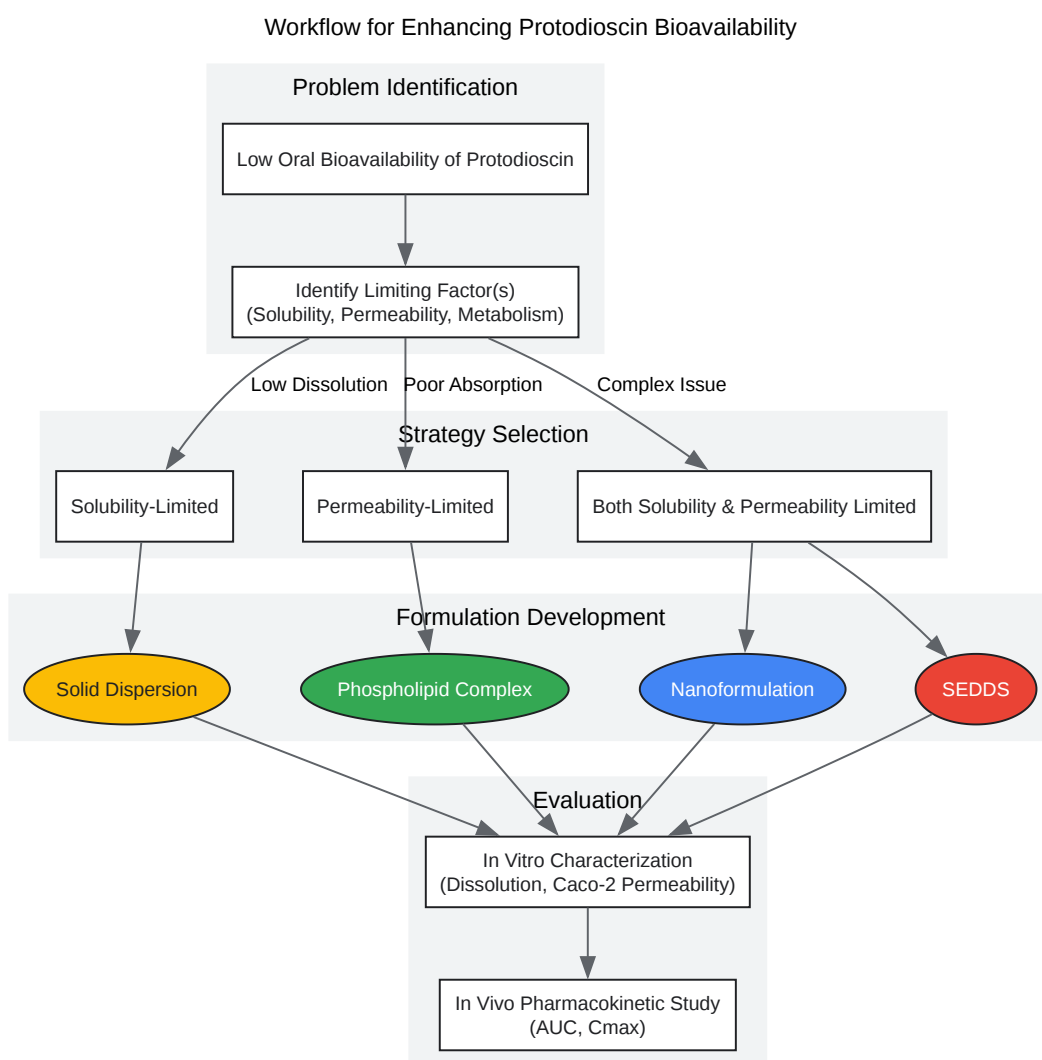 Workflow for Enhancing Protodioscin Bioavailability
Problem Identification
Low Oral Bioavailability of Protodioscin
Identify Limiting Factor(s)
(Solubility, Permeability, Metabolism)
Low Dissolution
Poor Absorption
Complex Issue
Strategy Selection
Solubility-Limited
Permeability-Limited
Both Solubility & Permeability Limited
Formulation Development
Solid Dispersion
Phospholipid Complex
Nanoformulation
SEDDS
Evaluation
In Vitro Characterization
(Dissolution, Caco-2 Permeability)
In Vivo Pharmacokinetic Study
(AUC, Cmax)